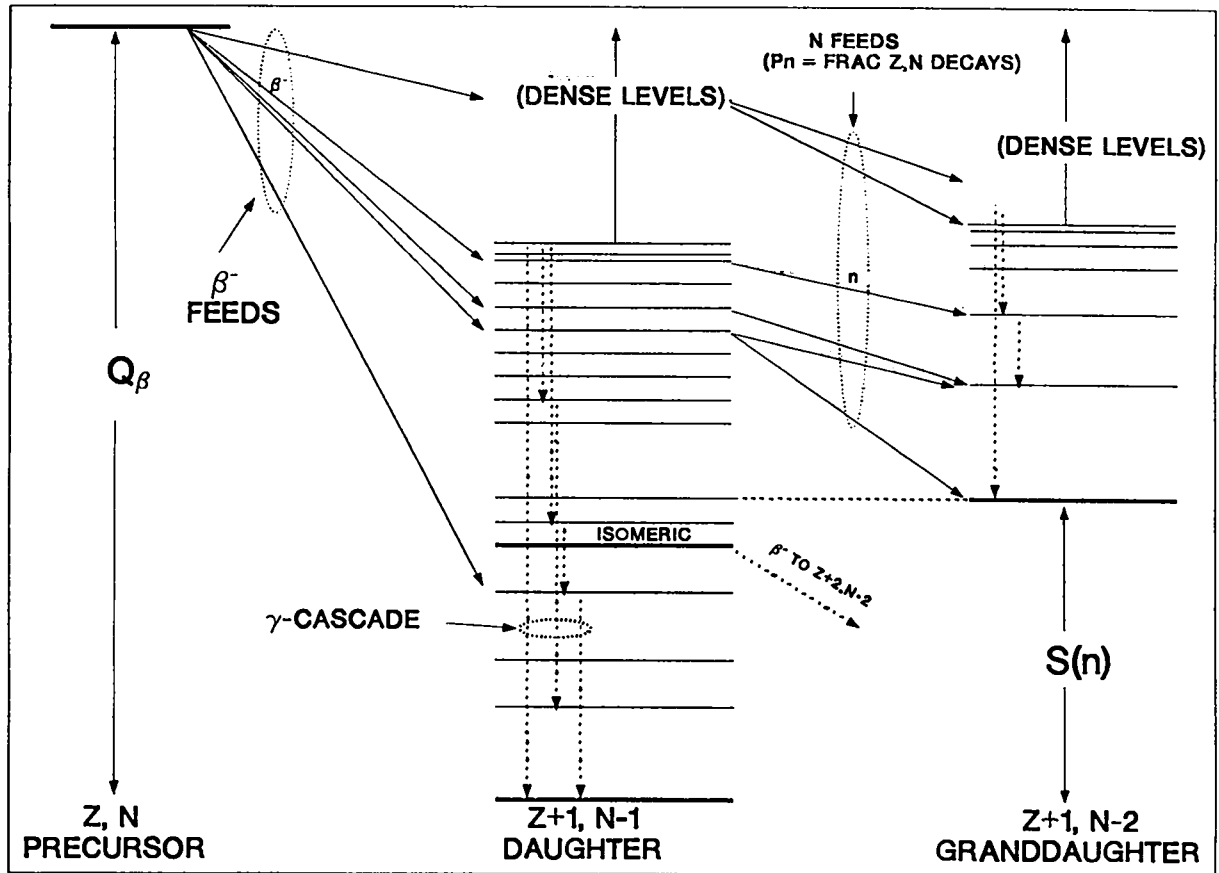 N FEEDS
(Pn = FRAC Z,N DECAYS)
β⁻
(DENSE LEVELS)
(DENSE LEVELS)
β⁻
FEEDS
n
Qβ
ISOMERIC
β⁻ TO Z+2,N-2
γ-CASCADE
S(n)
Z, N
PRECURSOR
Z+1, N-1
DAUGHTER
Z+1, N-2
GRANDDAUGHTER